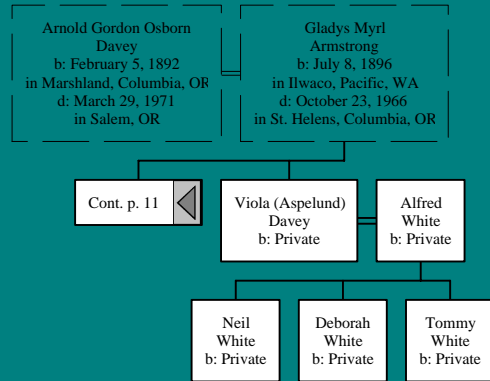 Arnold Gordon Osborn
Davey
b: February 5, 1892
in Marshland, Columbia, OR
d: March 29, 1971
in Salem, OR
Gladys Myrl
Armstrong
b: July 8, 1896
in Ilwaco, Pacific, WA
d: October 23, 1966
in St. Helens, Columbia, OR
Cont. p. 11
Viola (Aspelund)
Davey
b: Private
Alfred
White
b: Private
Neil
White
b: Private
Deborah
White
b: Private
Tommy
White
b: Private